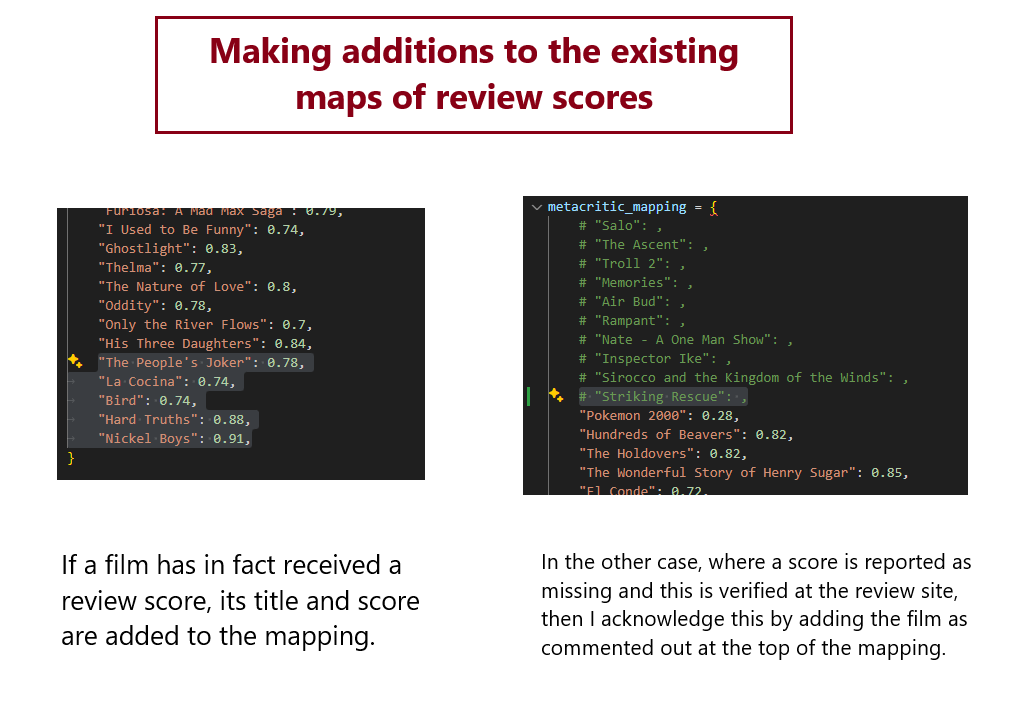 Making additions to the existing
maps of review scores
"Furiosa: A Mad Max Saga": 0.79,
"I Used to Be Funny": 0.74,
"Ghostlight": 0.83,
"Thelma": 0.77,
"The Nature of Love": 0.8,
"Oddity": 0.78,
"Only the River Flows": 0.7,
"His Three Daughters": 0.84,
"The People's Joker": 0.78,
"La Cocina": 0.74,
"Bird": 0.74,
"Hard Truths": 0.88,
"Nickel Boys": 0.91,
}
If a film has in fact received a
review score, its title and score
are added to the mapping.
metacritic_mapping = {
# "Salo": ,
# "The Ascent": ,
# "Troll 2": ,
# "Memories": ,
# "Air Bud": ,
# "Rampant": ,
# "Nate - A One Man Show": ,
# "Inspector Ike": ,
# "Sirocco and the Kingdom of the Winds": ,
# "Striking Rescue": ,
"Pokemon 2000": 0.28,
"Hundreds of Beavers": 0.82,
"The Holdovers": 0.82,
"The Wonderful Story of Henry Sugar": 0.85,
"El Conde": 0.72,
In the other case, where a score is reported as
missing and this is verified at the review site,
then I acknowledge this by adding the film as
commented out at the top of the mapping.